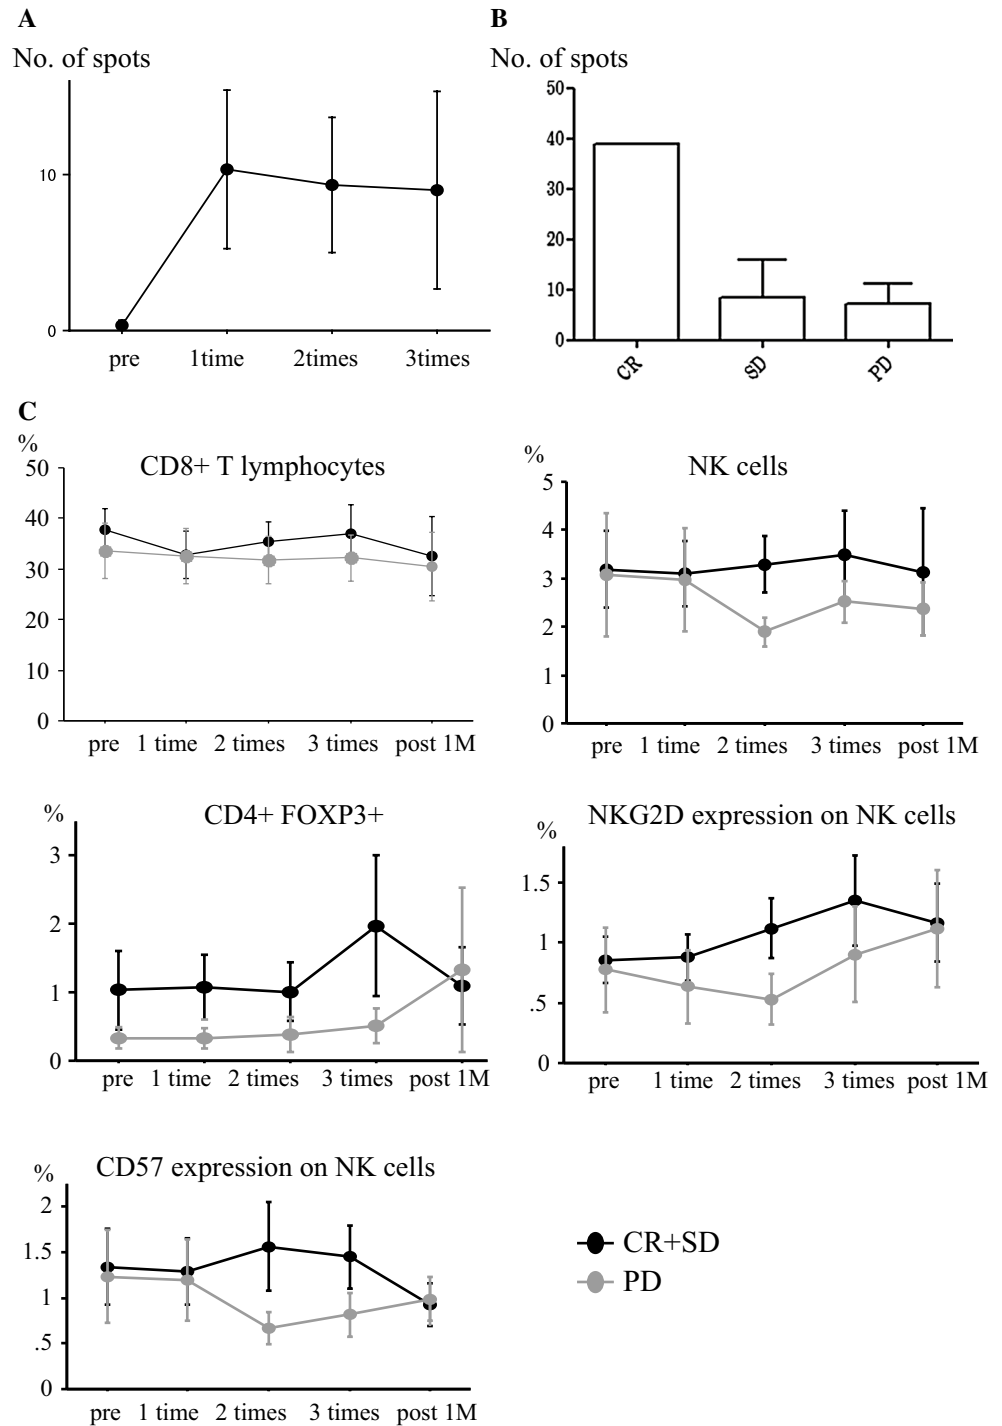 A
No. of spots
10
0
pre 1time 2times 3times
B
No. of spots
50
40
30
20
10
0
CR SD PD
C
%
CD8+ T lymphocytes
50
40
30
20
10
0
pre 1 time 2 times 3 times post 1M
%
NK cells
5
4
3
2
1
0
pre 1 time 2 times 3 times post 1M
%
CD4+ FOXP3+
3
2
1
0
pre 1 time 2 times 3 times post 1M
%
NKG2D expression on NK cells
1.5
1
.5
0
pre 1 time 2 times 3 times post 1M
%
CD57 expression on NK cells
2
1.5
1
.5
0
pre 1 time 2 times 3 times post 1M
CR+SD
PD